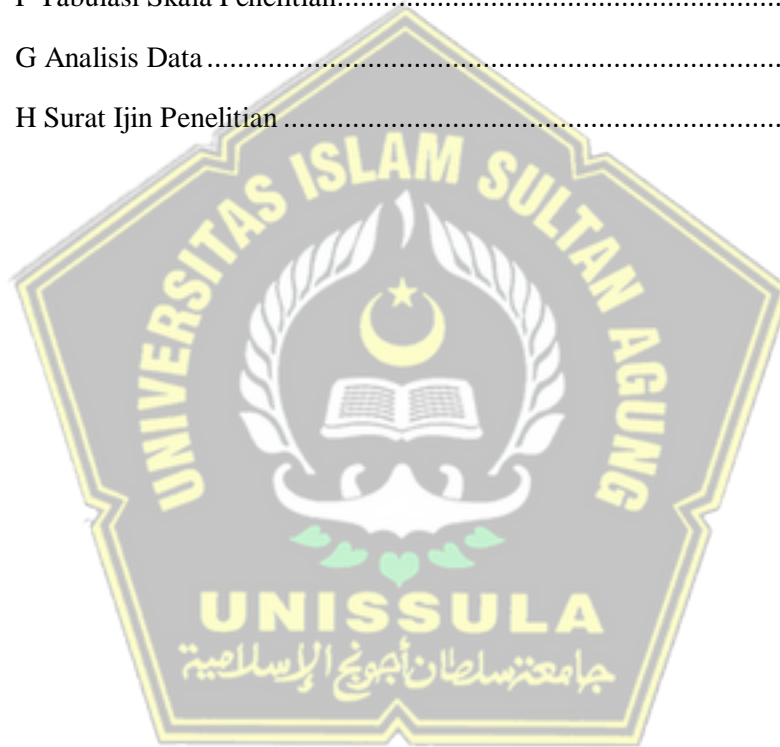 F Tabulasi Skala Penelitian................................................................
G Analisis Data..........................................................................
H Surat Ijin Penelitian................................................................
UNIVERSITAS ISLAM SULTAN AGUNG
UNISSULA
جامعة سلطان أجونج الإسلامية